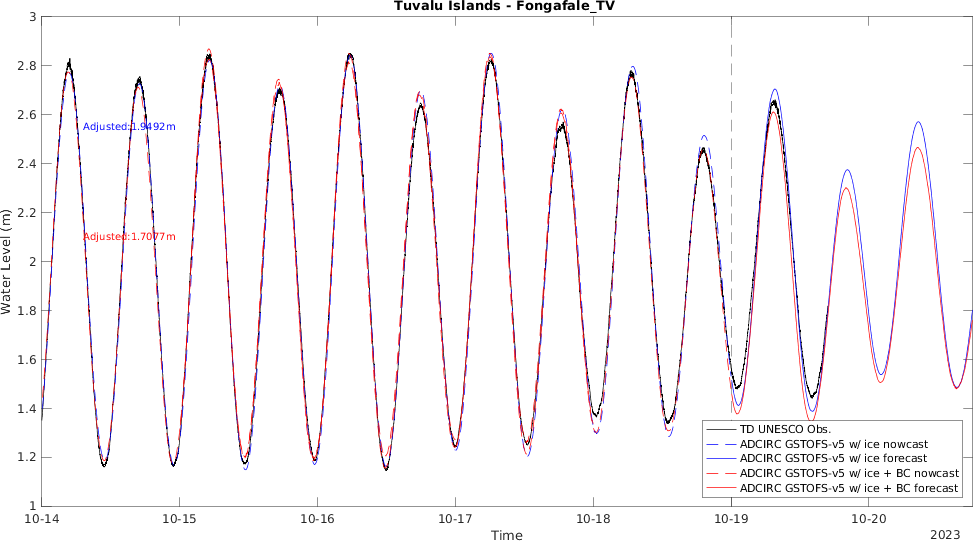 Tuvalu Islands - Fongafale_TV
3
2.8
2.6
2.4
2.2
2
1.8
1.6
1.4
1.2
1
Water Level (m)
Adjusted:1.9492m
Adjusted:1.7077m
TD UNESCO Obs.
ADCIRC GSTOFS-v5 w/ ice nowcast
ADCIRC GSTOFS-v5 w/ ice forecast
ADCIRC GSTOFS-v5 w/ ice + BC nowcast
ADCIRC GSTOFS-v5 w/ ice + BC forecast
10-14 10-15 10-16 10-17 10-18 10-19 10-20
Time
2023